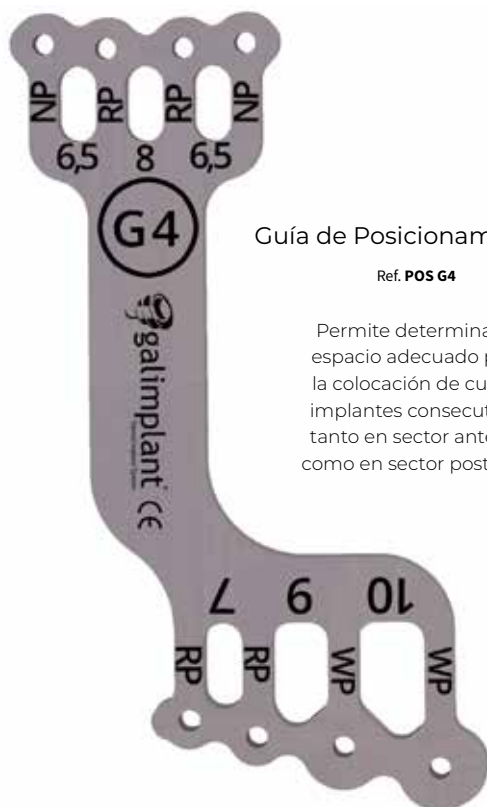 NP RP RP NP
6,5 8 6,5
G4
galimplant®
CE
Guía de Posicionam
Ref. POS G4
Permite determina
espacio adecuado p
la colocación de cu
implantes consecut
tanto en sector ante
como en sector post
7 9 10
RP RP WP WP